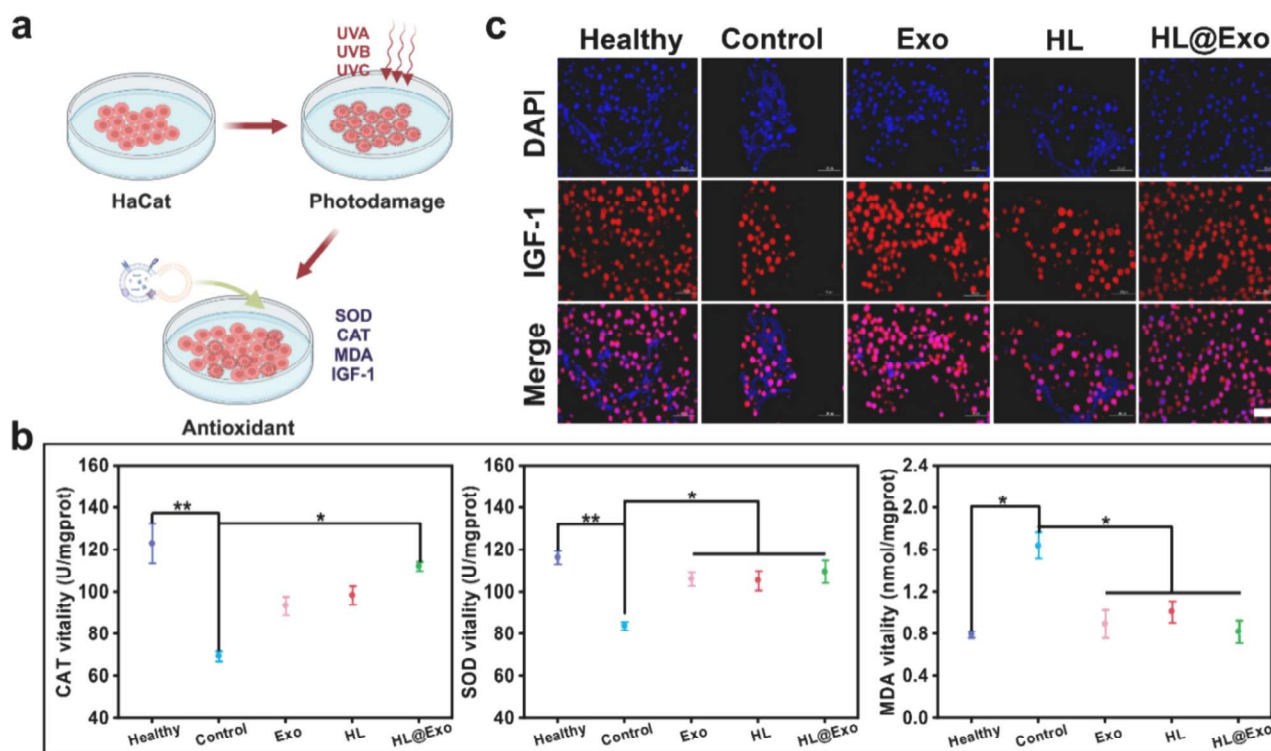 a
UVA
UVB
UVC
HaCat
Photodamage
SOD
CAT
MDA
IGF-1
Antioxidant
c
Healthy
Control
Exo
HL
HL@Exo
DAPI
IGF-1
Merge
b
CAT vitality (U/mgprot)
160
140
120
100
80
60
40
**
*
Healthy
Control
Exo
HL
HL@Exo
SOD vitality (U/mgprot)
160
140
120
100
80
60
40
**
*
Healthy
Control
Exo
HL
HL@Exo
MDA vitality (nmol/mgprot)
2.4
2.0
1.6
1.2
0.8
0.4
0.0
*
*
Healthy
Control
Exo
HL
HL@Exo